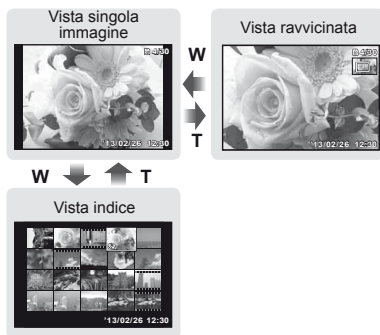 Vista singola
immagine
4/30
'13/02/26 12:30
W
T
Vista ravvicinata
4/30
'13/02/26 12:30
W
T
Vista indice
'13/02/26 12:30